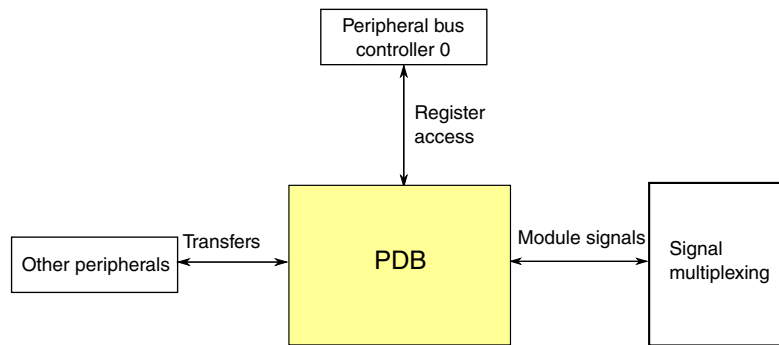 Peripheral bus
controller 0
Register
access
Transfers
Other peripherals
PDB
Module signals
Signal
multiplexing